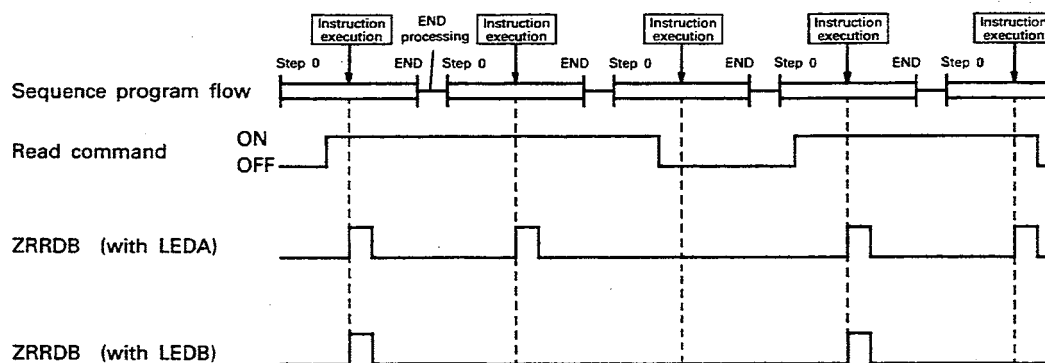 Instruction execution
END processing
Instruction execution
Instruction execution
Instruction execution
Instruction execution
Step 0 END Step 0 END Step 0 END Step 0 END Step 0
Sequence program flow
Read command ON
OFF
ZRRDB (with LEDA)
ZRRDB (with LEDB)